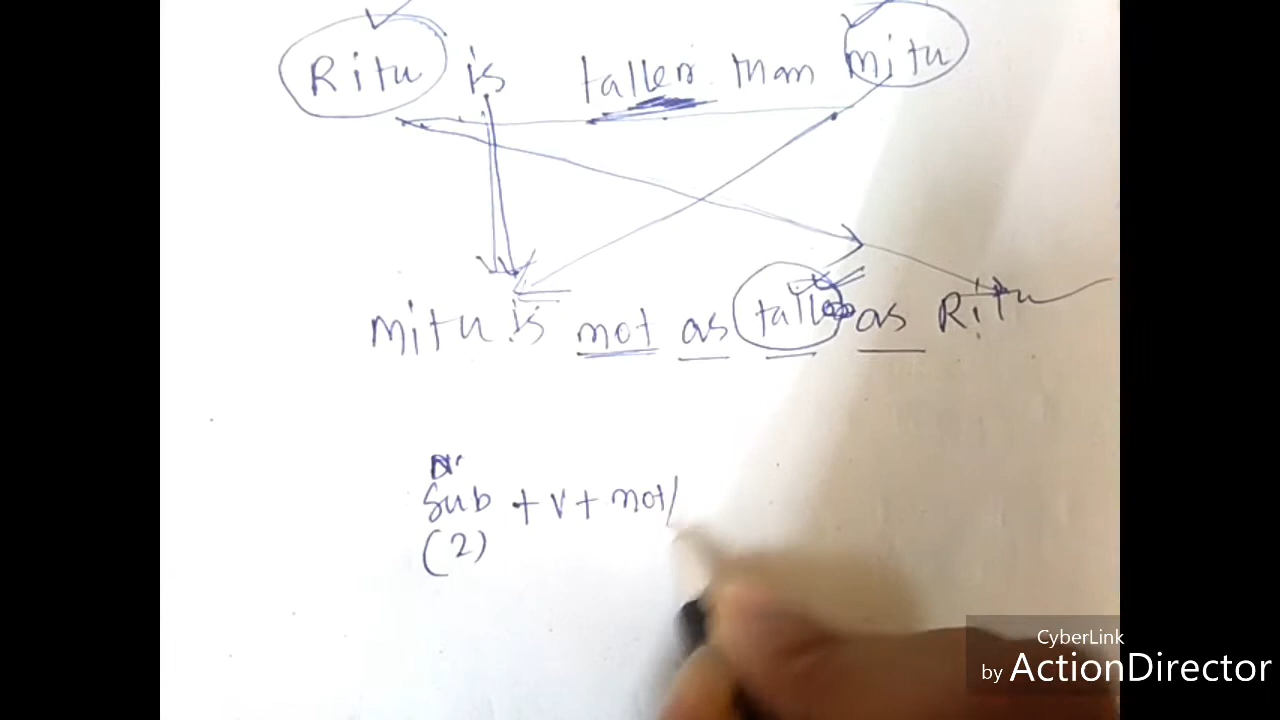 Ritu is taller than mitu
mitu is not as tall as Ritu
Sub + v + not/
(2)
CyberLink
by ActionDirector